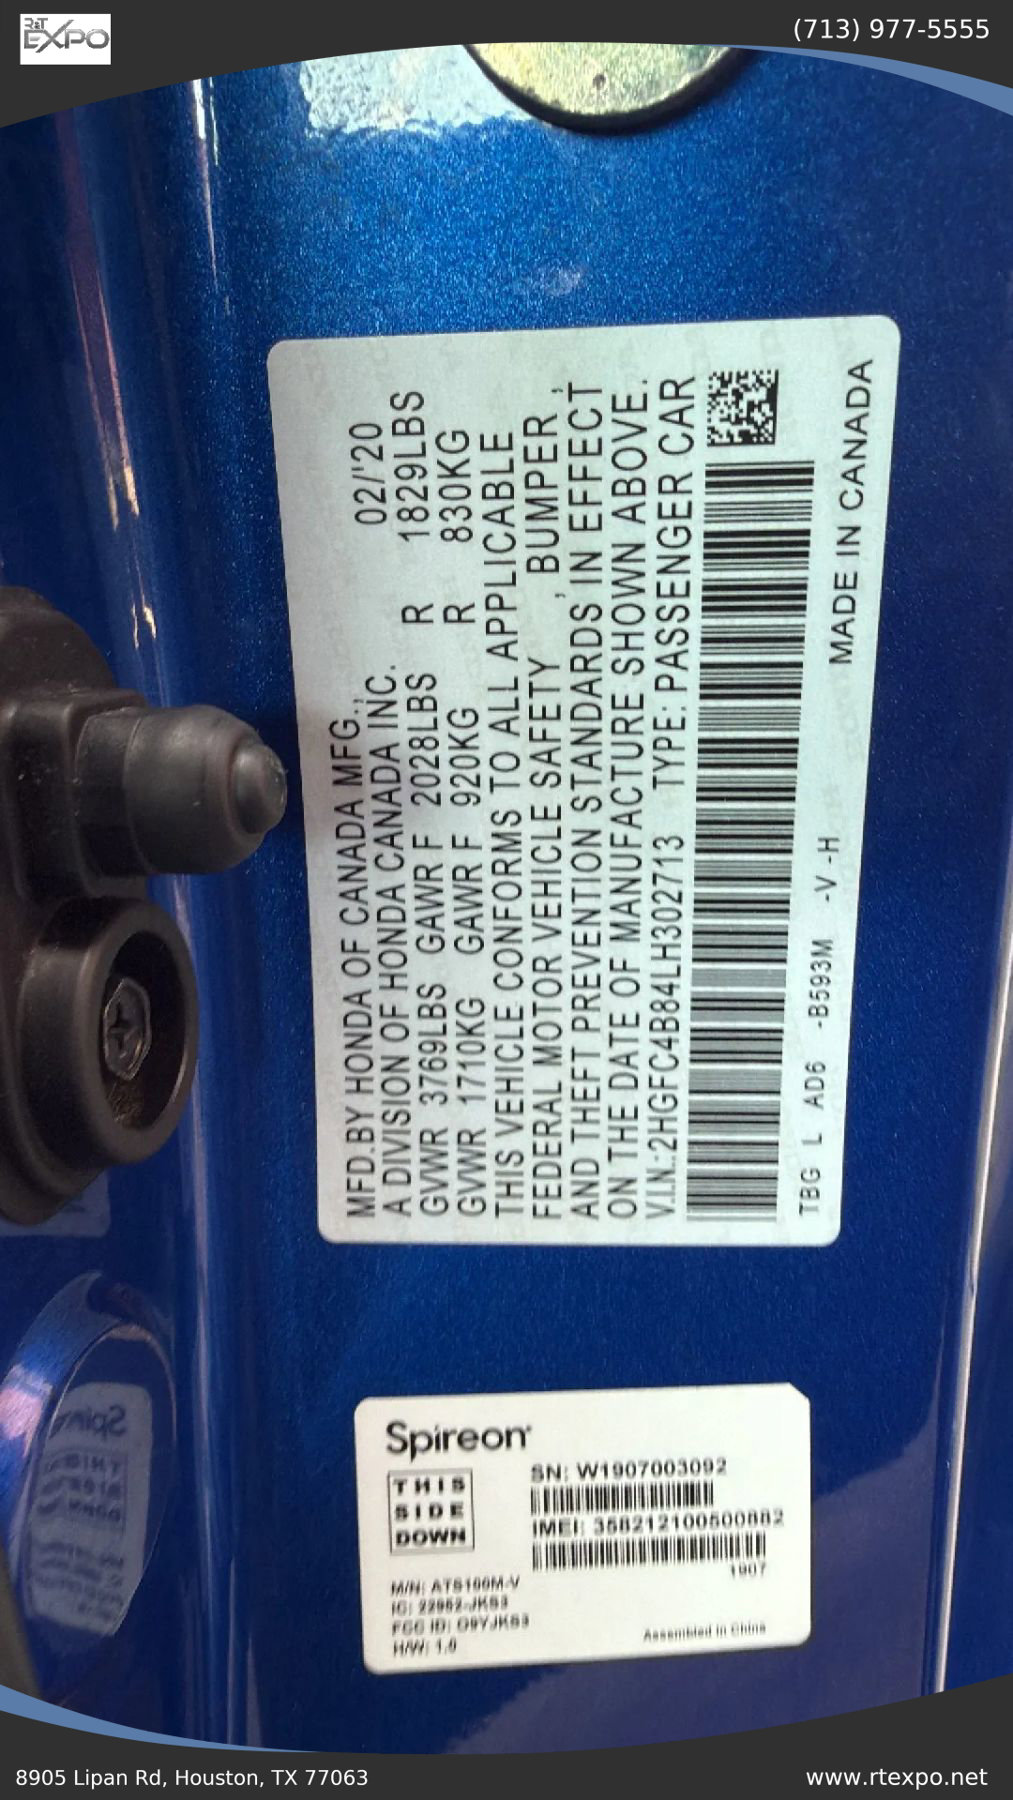 R&T
EXPO
(713) 977-5555
MFD.BY HONDA OF CANADA MFG., 02/'20
A DIVISION OF HONDA CANADA INC.
GVWR 3769LBS GAWR F 2028LBS R 1829LBS
GVWR 1710KG GAWR F 920KG R 830KG
THIS VEHICLE CONFORMS TO ALL APPLICABLE
FEDERAL MOTOR VEHICLE SAFETY , BUMPER ,
AND THEFT PREVENTION STANDARDS IN EFFECT
ON THE DATE OF MANUFACTURE SHOWN ABOVE.
V.I.N.:2HGFC4B84LH302713 TYPE: PASSENGER CAR
TBG L AD6 -B593M -V -H MADE IN CANADA
Spireon
THIS
SIDE
DOWN
SN: W1907003092
IMEI: 358212100500882
1907
M/N: ATS100M-V
IC: 22982-JKS3
FCC ID: O9YJKS3
H/W: 1.0
Assembled in China
8905 Lipan Rd, Houston, TX 77063
www.rtexpo.net